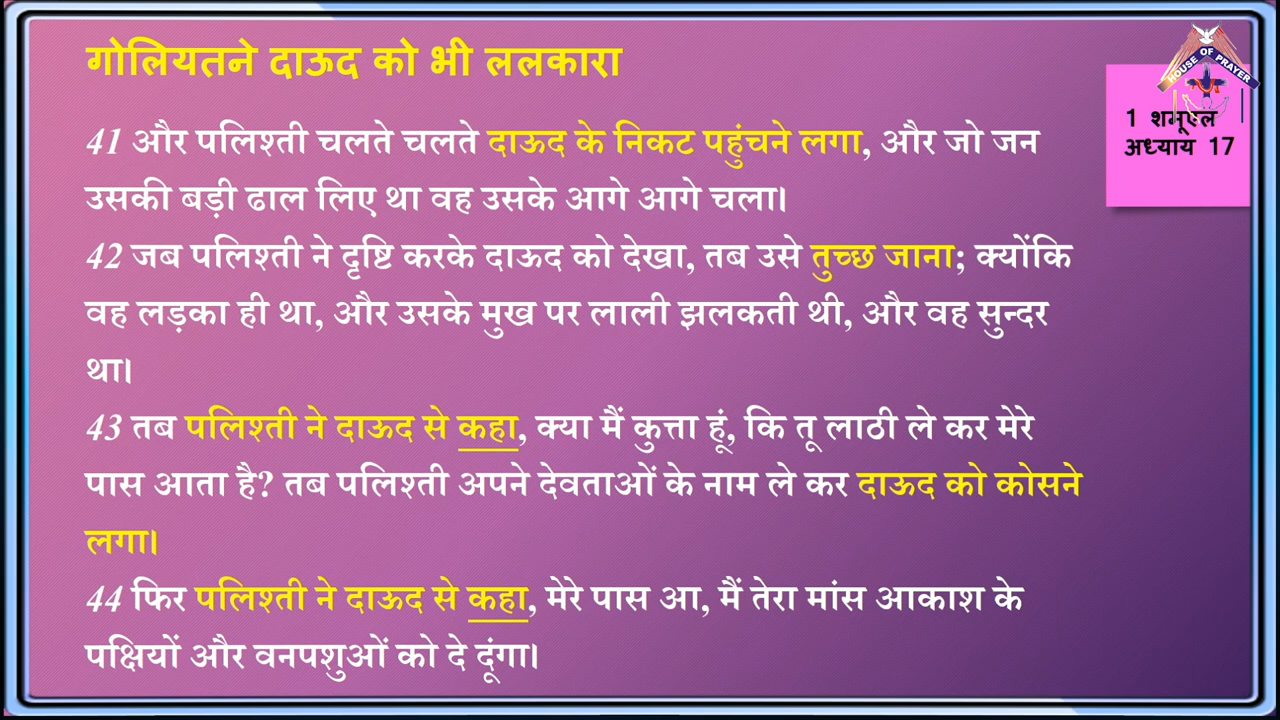 गोलियतने दाऊद को भी ललकारा
HOUSE OF PRAYER
1 शमूएल
अध्याय 17
41 और पलिश्ती चलते चलते दाऊद के निकट पहुंचने लगा, और जो जन
उसकी बड़ी ढाल लिए था वह उसके आगे आगे चला।
42 जब पलिश्ती ने दृष्टि करके दाऊद को देखा, तब उसे तुच्छ जाना; क्योंकि
वह लड़का ही था, और उसके मुख पर लाली झलकती थी, और वह सुन्दर
था।
43 तब पलिश्ती ने दाऊद से कहा, क्या मैं कुत्ता हूं, कि तू लाठी ले कर मेरे
पास आता है? तब पलिश्ती अपने देवताओं के नाम ले कर दाऊद को कोसने
लगा।
44 फिर पलिश्ती ने दाऊद से कहा, मेरे पास आ, मैं तेरा मांस आकाश के
पक्षियों और वनपशुओं को दे दूंगा।